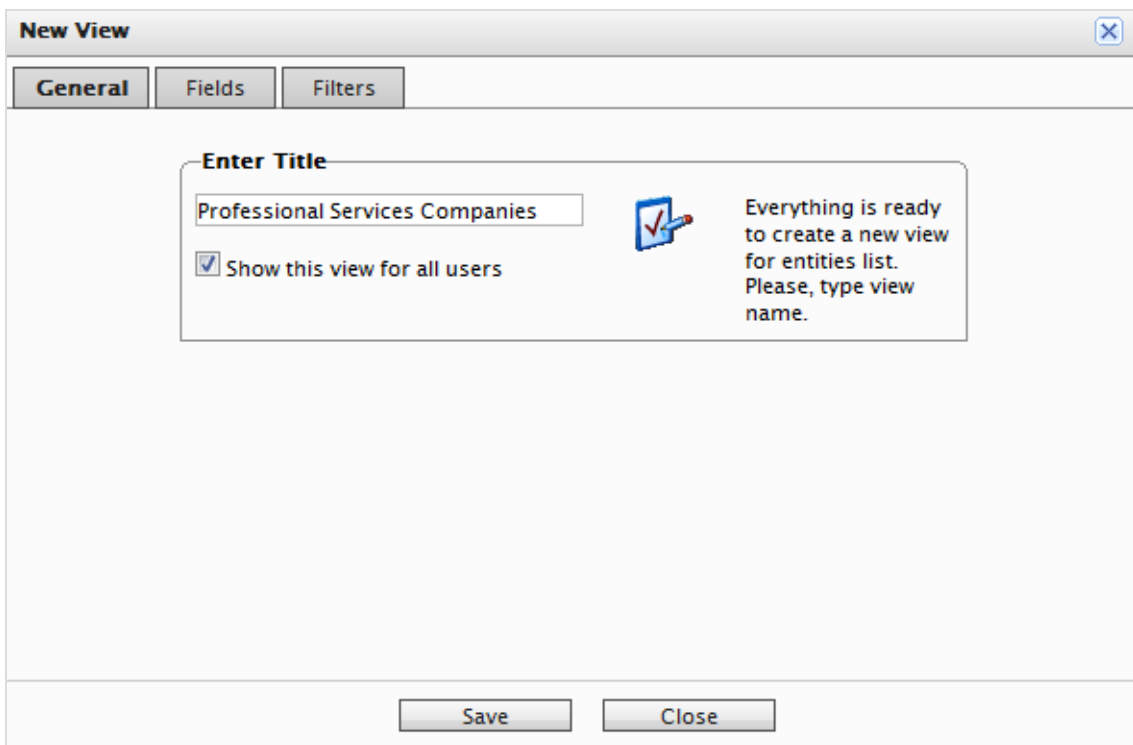 New View
General
Fields
Filters
Enter Title
Professional Services Companies
Show this view for all users
Everything is ready
to create a new view
for entities list.
Please, type view
name.
Save
Close